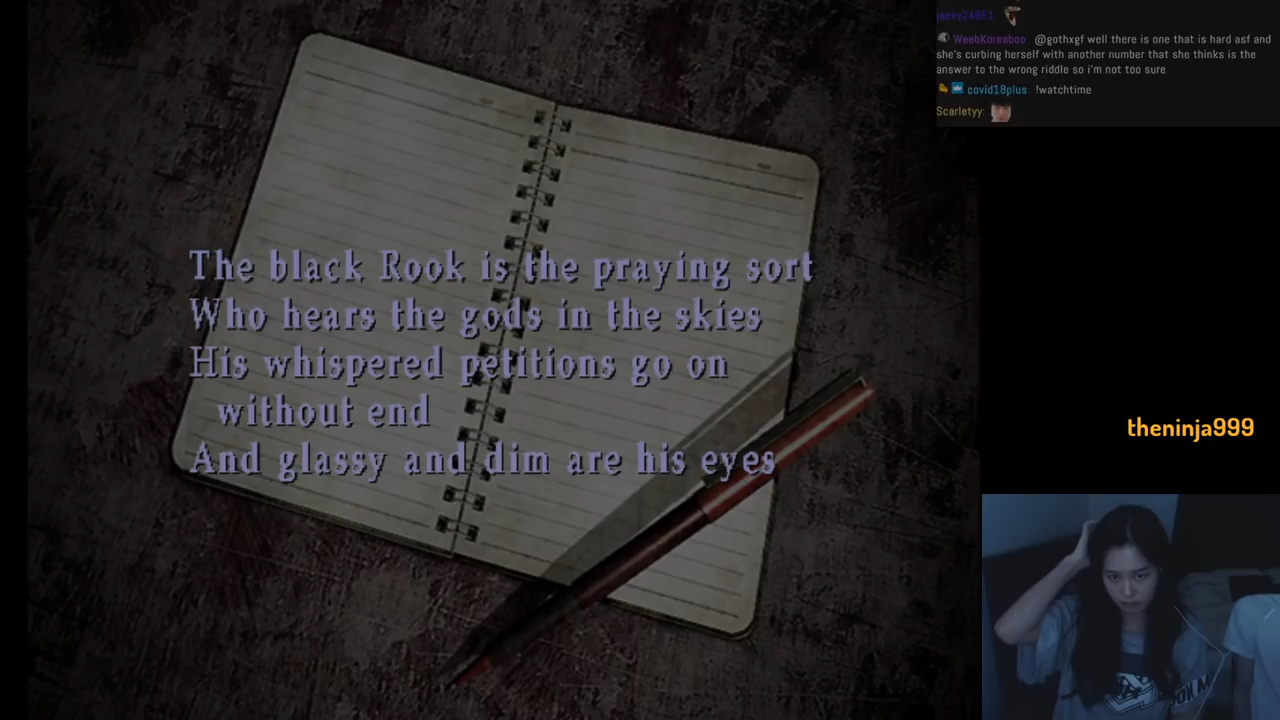 jacky24951
WeebKoreaboo: @gothxgf well there is one that is hard asf and
she's curbing herself with another number that she thinks is the
answer to the wrong riddle so i'm not too sure
covid18plus: !watchtime
Scarletyy:
The black Rook is the praying sort
Who hears the gods in the skies
His whispered petitions go on
without end
And glassy and dim are his eyes
theninja999